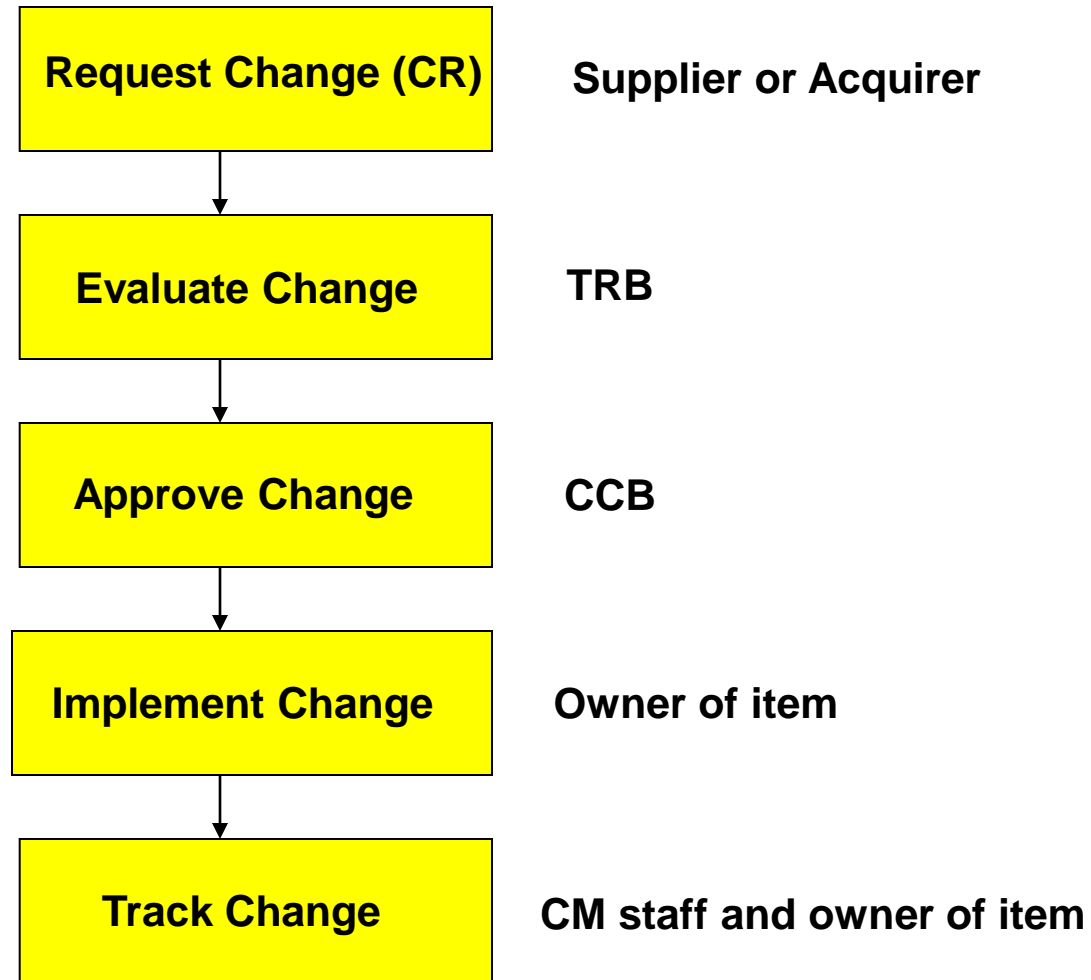 Request Change (CR)
Supplier or Acquirer
Evaluate Change
TRB
Approve Change
CCB
Implement Change
Owner of item
Track Change
CM staff and owner of item